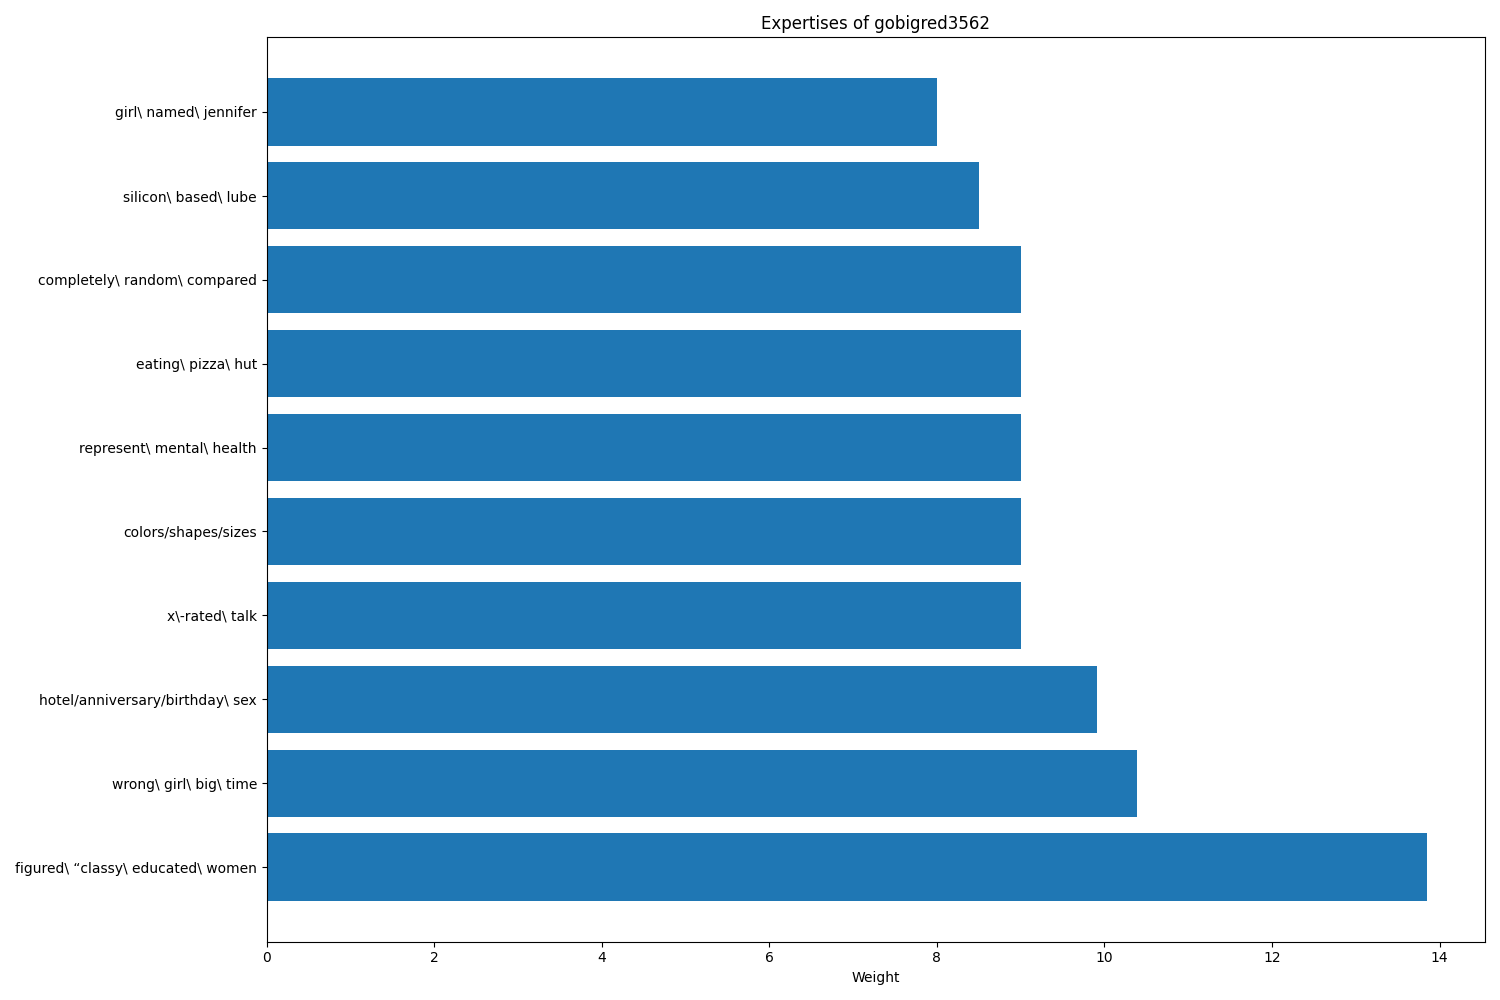 Expertises of gobigred3562
girl\ named\ jennifer
silicon\ based\ lube
completely\ random\ compared
eating\ pizza\ hut
represent\ mental\ health
colors/shapes/sizes
x\-rated\ talk
hotel/anniversary/birthday\ sex
wrong\ girl\ big\ time
figured\ “classy\ educated\ women
0 2 4 6 8 10 12 14
Weight